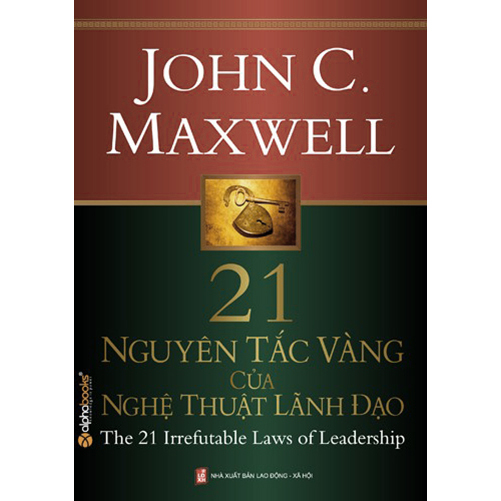 JOHN C.
MAXWELL
21
NGUYÊN TẮC VÀNG
CỦA
NGHỆ THUẬT LÃNH ĐẠO
The 21 Irrefutable Laws of Leadership
alphabooks
NHÀ XUẤT BẢN LAO ĐỘNG - XÃ HỘI